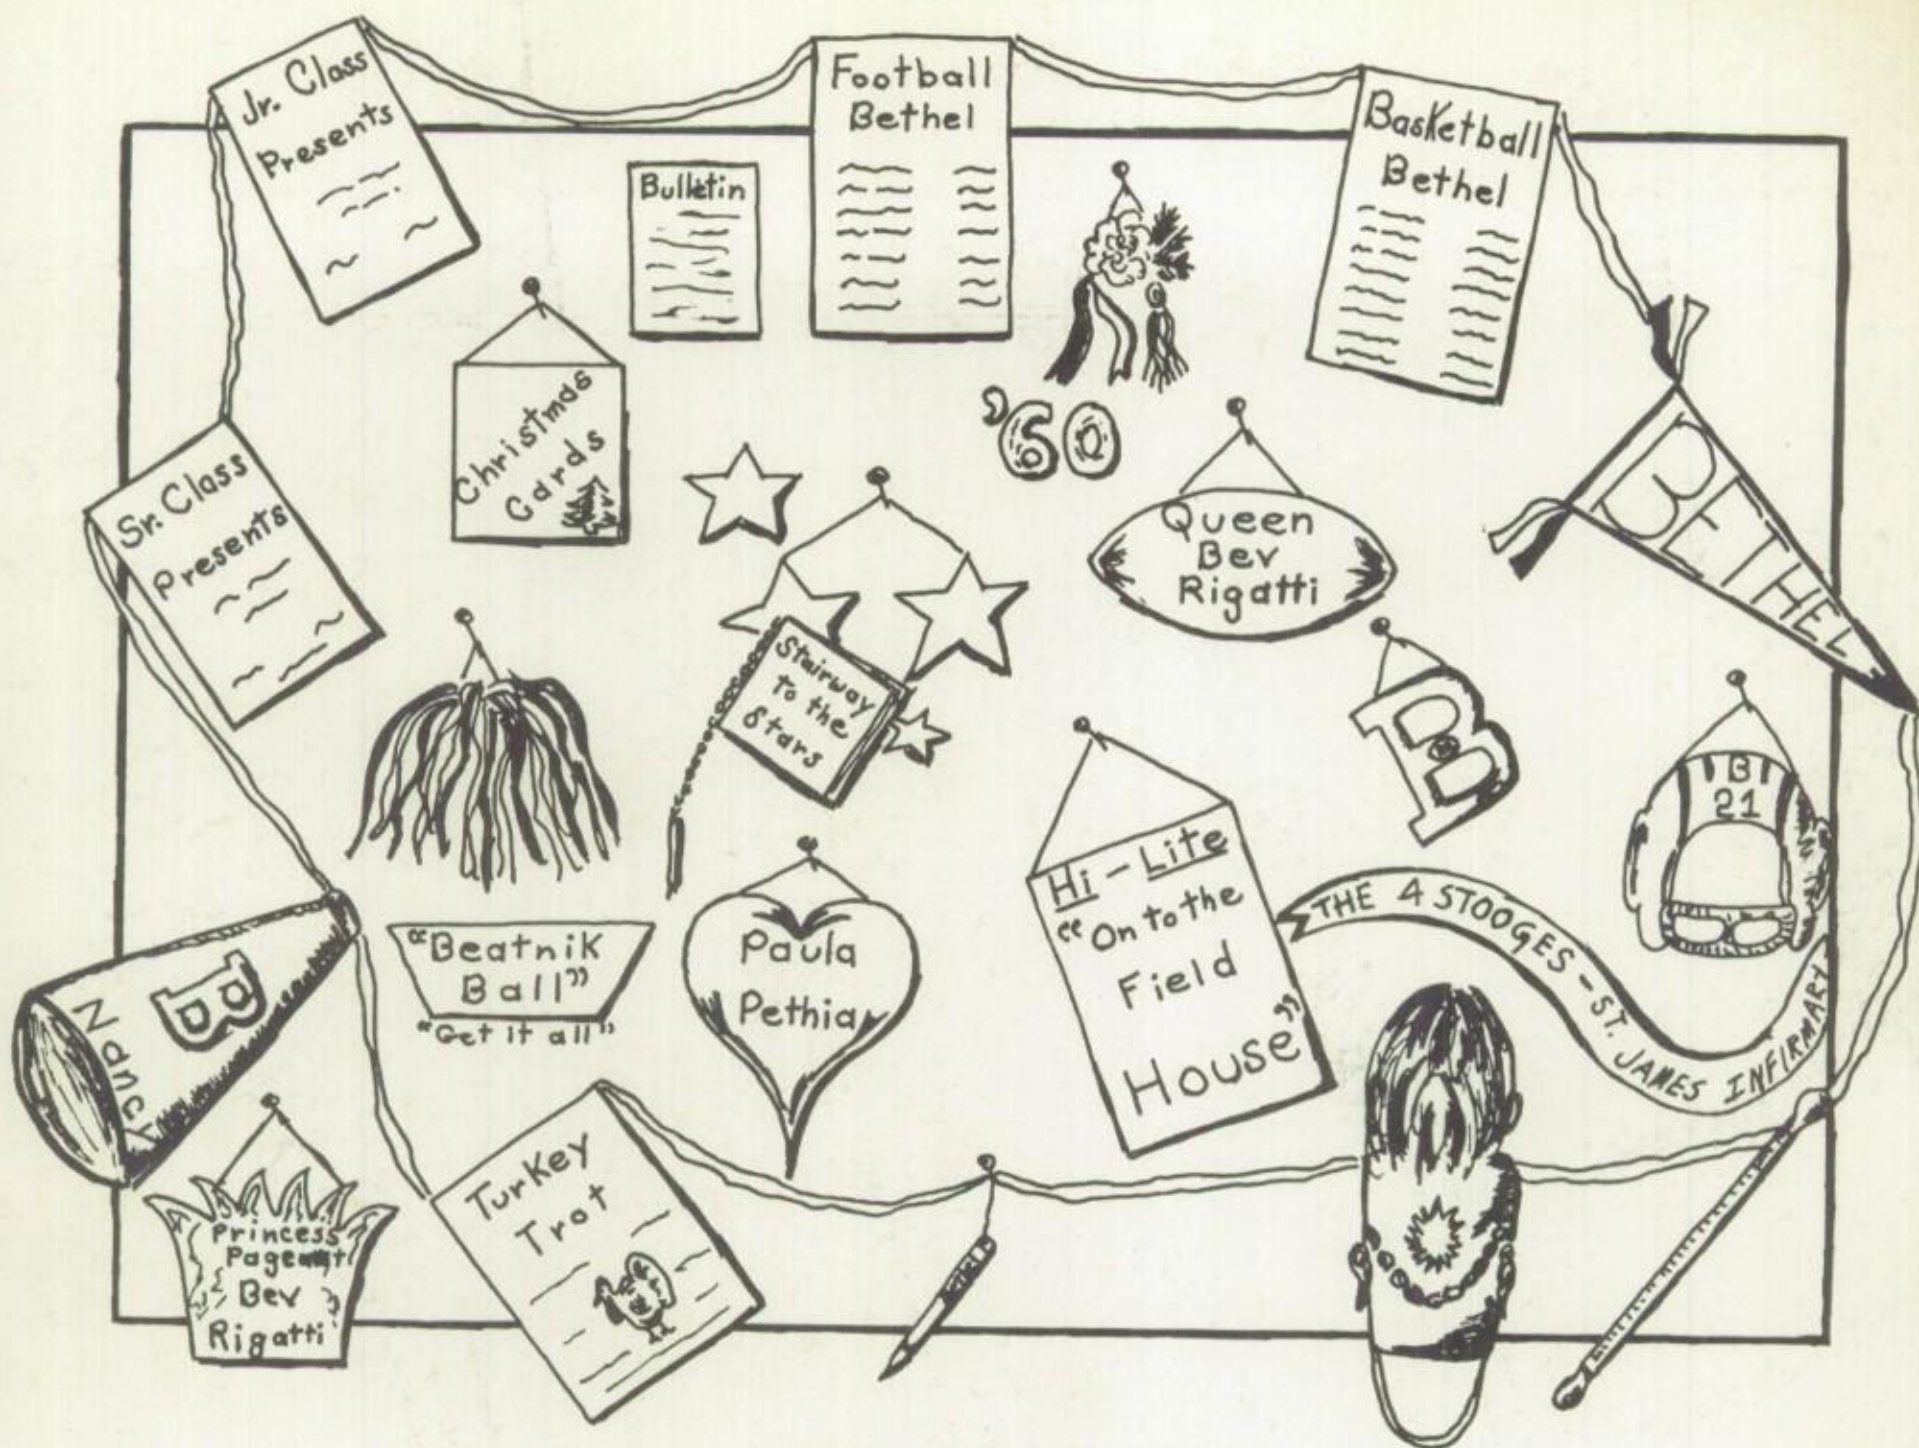 Jr. Class
Presents
Football
Bethel
Basketball
Bethel
Bulletin
Christmas
Cards
'60
Sr. Class
Presents
Queen
Bev
Rigatti
BETHEL
Stairway
to the
Stars
B
B
21
Hi-Lite
"On to the
Field
House"
THE 4 STOOGES - ST. JAMES INFIRMARY
"Beatnik
Ball"
"Get it all"
Paula
Pethia
B
Nancy
Turkey
Trot
Princess
Pageant
Bev
Rigatti